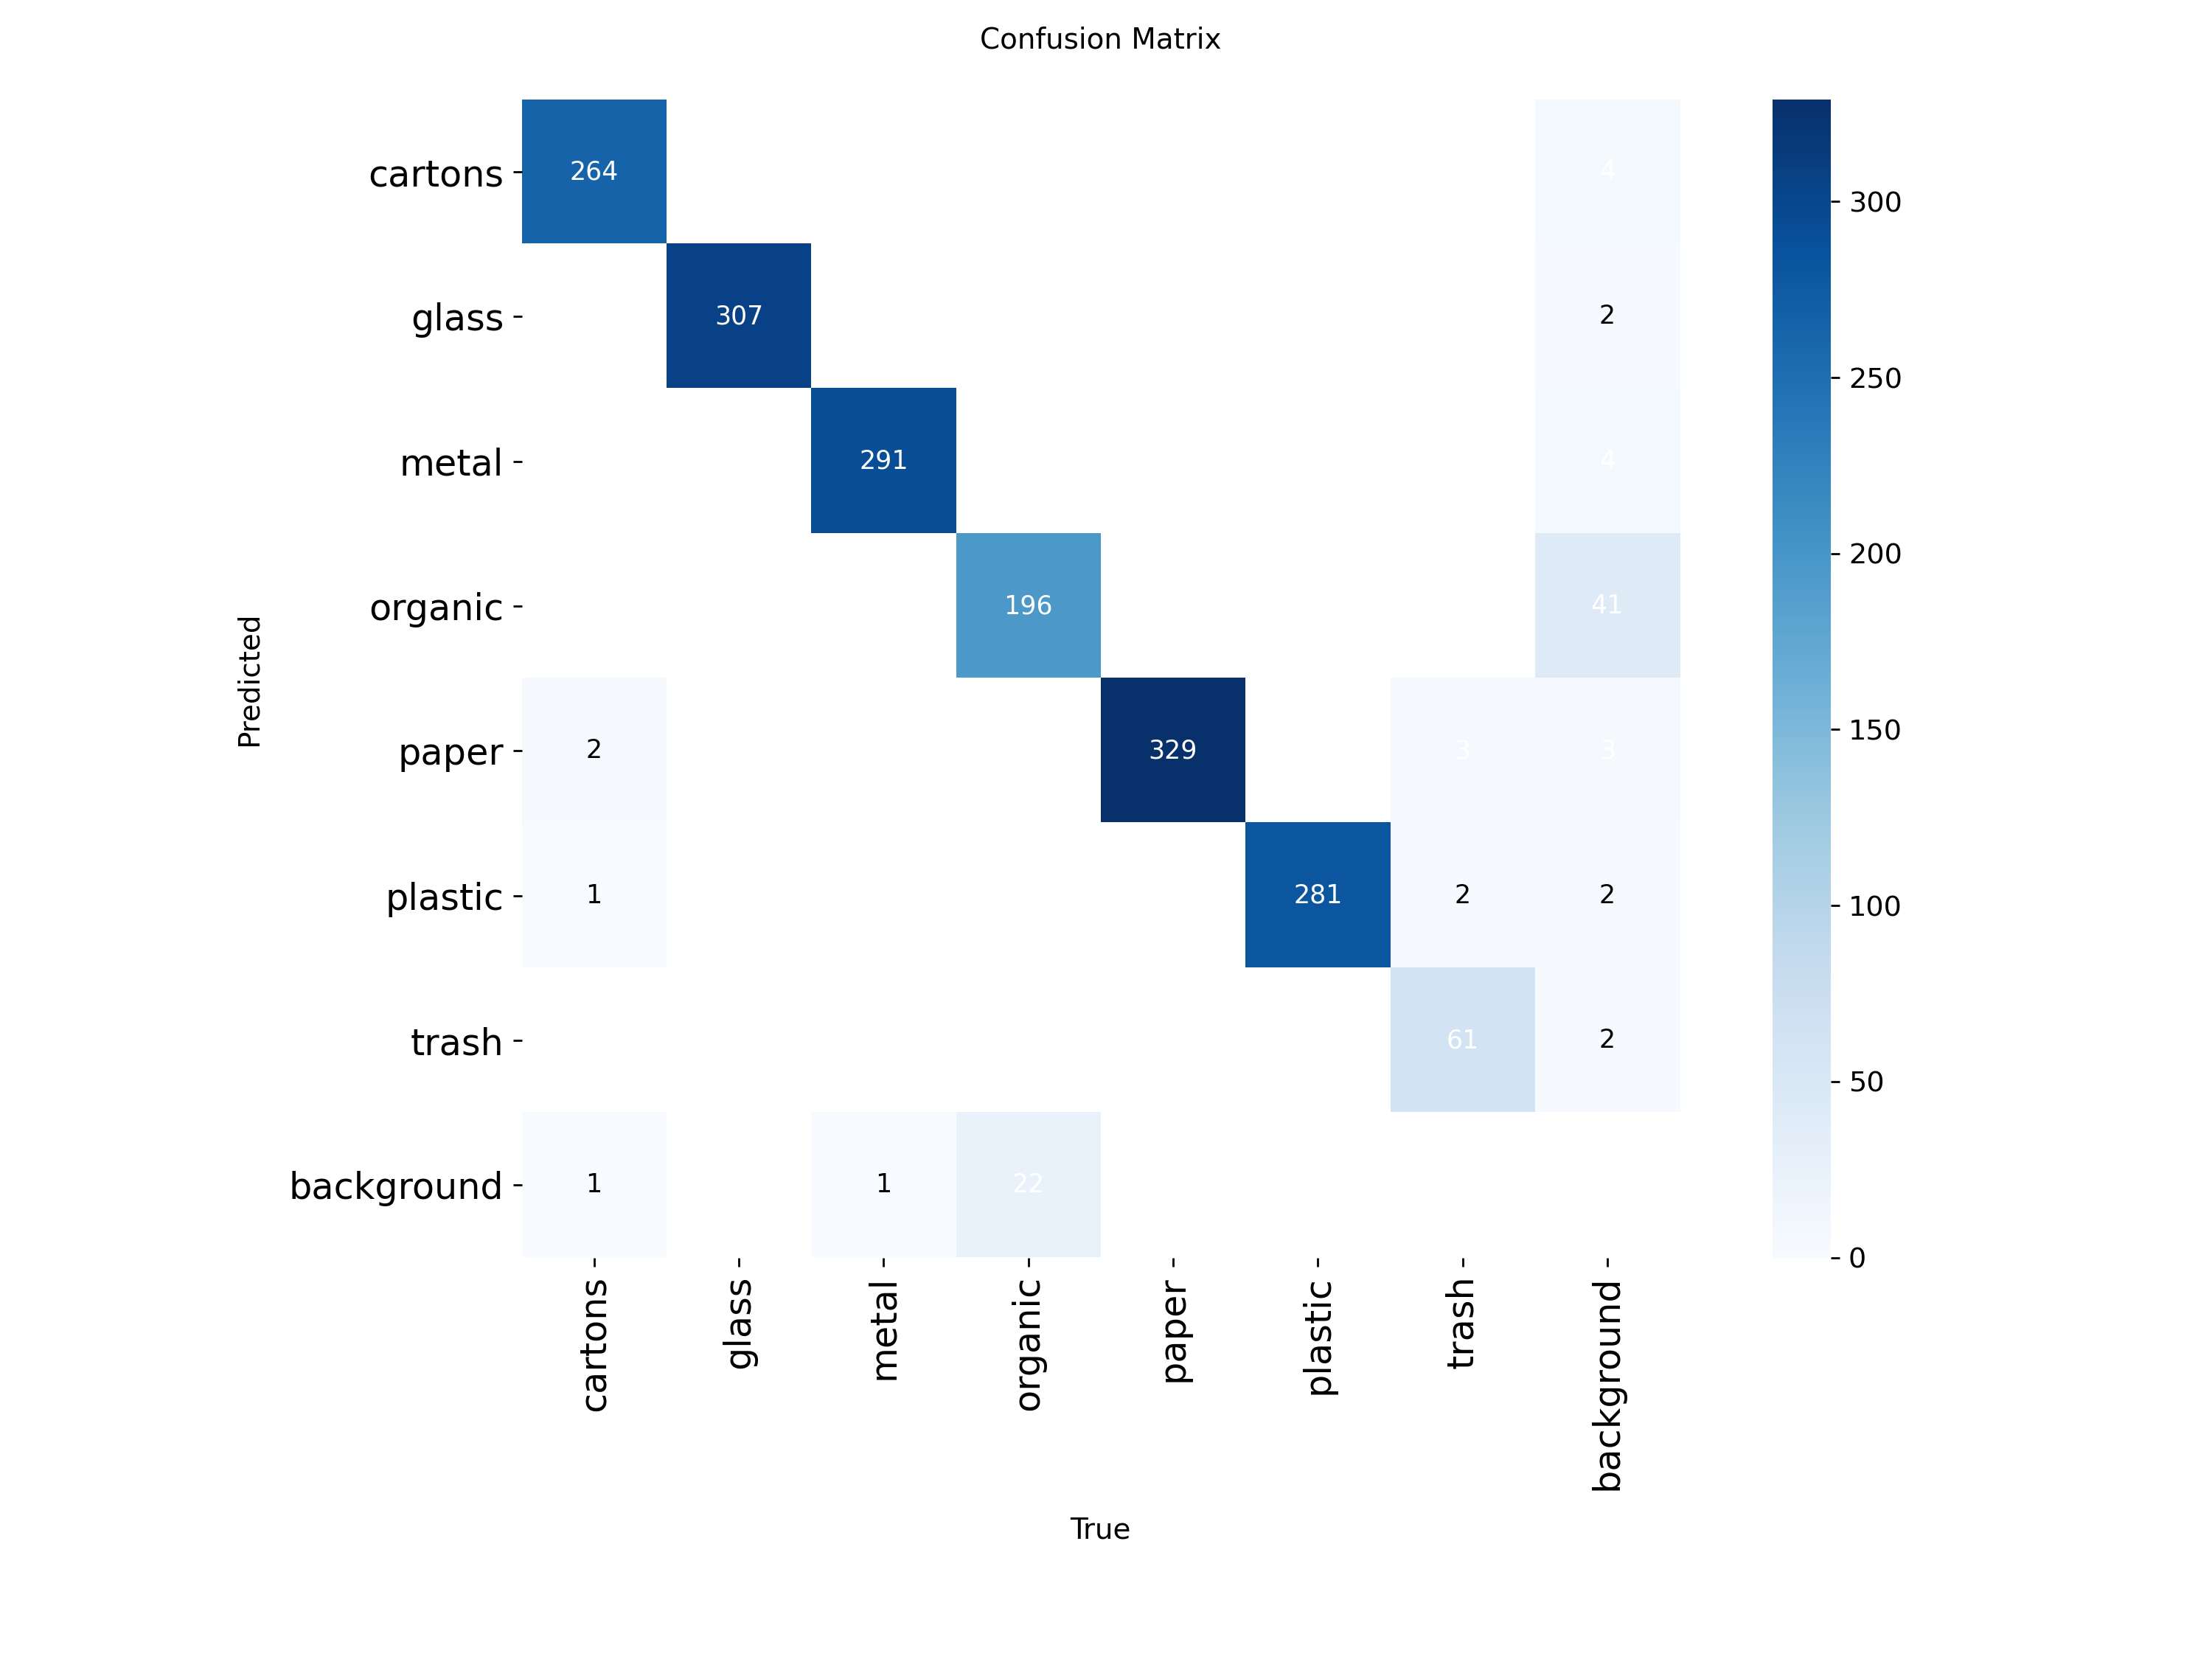 Confusion Matrix
cartons 264 4
glass 307 2
metal 291 4
organic 196 41
paper 2 329 3 3
plastic 1 281 2 2
trash 61 2
background 1 1 22
Predicted
cartons glass metal organic paper plastic trash background
True
300
250
200
150
100
50
0